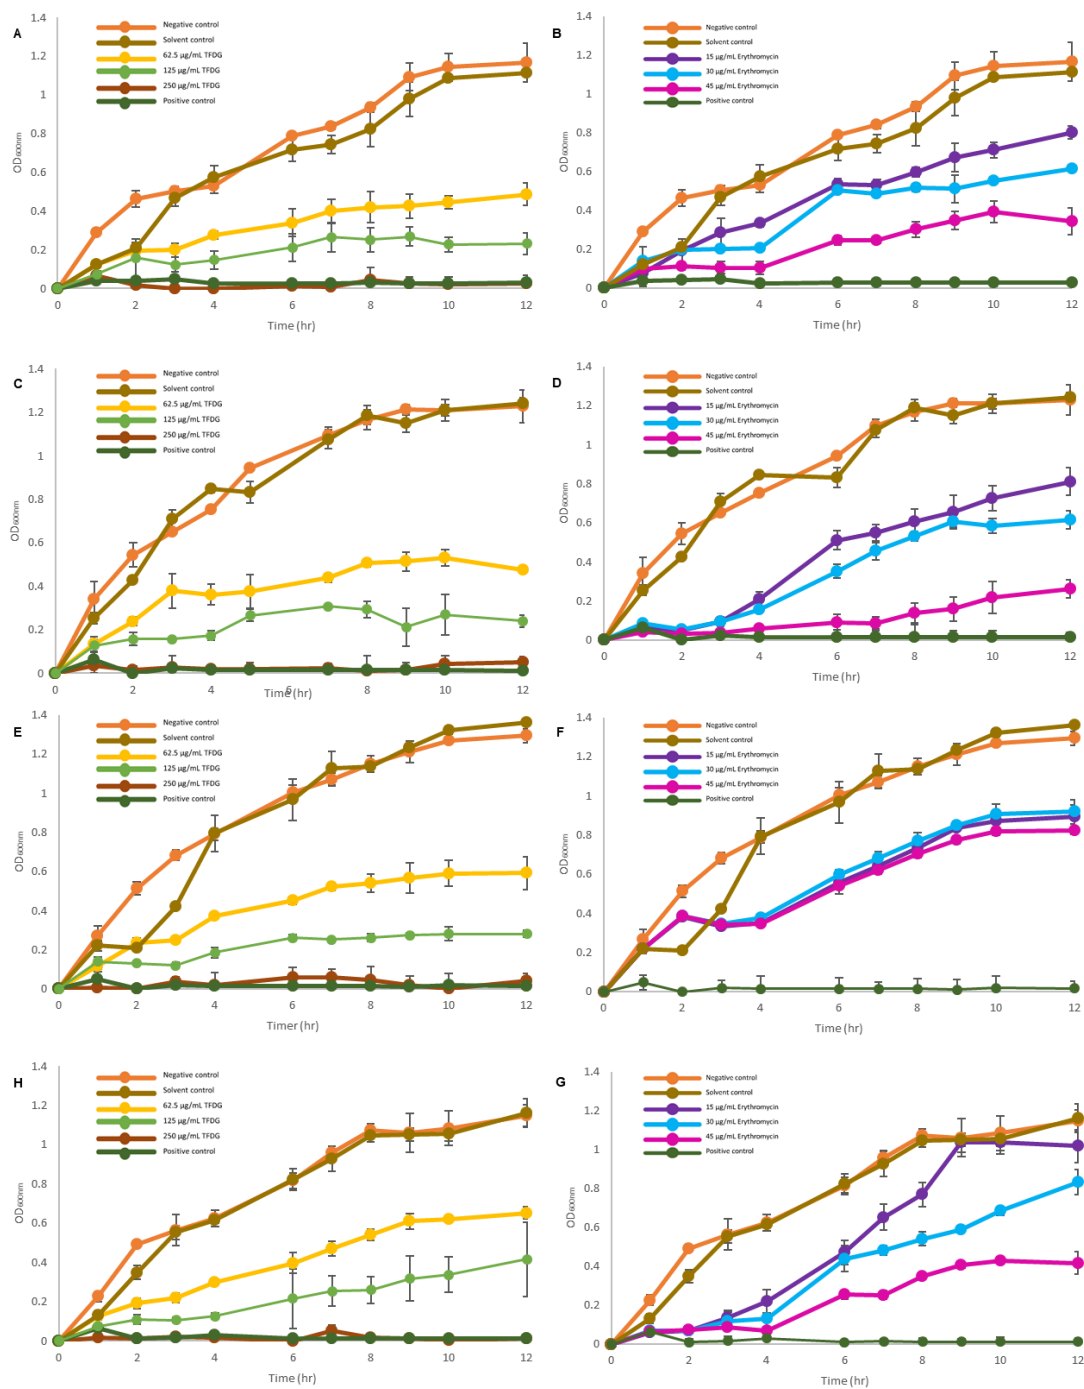 A
1.4
1.2
1
0.8
0.6
0.4
0.2
0
OD600nm
0 2 4 6 8 10 12
Time (hr)
Negative control
Solvent control
62.5 µg/mL TFDG
125 µg/mL TFDG
250 µg/mL TFDG
Positive control
B
1.4
1.2
1
0.8
0.6
0.4
0.2
0
OD600nm
0 2 4 6 8 10 12
Time (hr)
Negative control
Solvent control
15 µg/mL Erythromycin
30 µg/mL Erythromycin
45 µg/mL Erythromycin
Positive control
C
1.4
1.2
1
0.8
0.6
0.4
0.2
0
OD600nm
0 2 4 6 8 10 12
Time (hr)
Negative control
Solvent control
62.5 µg/mL TFDG
125 µg/mL TFDG
250 µg/mL TFDG
Positive control
D
1.4
1.2
1
0.8
0.6
0.4
0.2
0
OD600nm
0 2 4 6 8 10 12
Time (hr)
Negative control
Solvent control
15 µg/mL Erythromycin
30 µg/mL Erythromycin
45 µg/mL Erythromycin
Positive control
E
1.4
1.2
1
0.8
0.6
0.4
0.2
0
OD600nm
0 2 4 6 8 10 12
Timer (hr)
Negative control
Solvent control
62.5 µg/mL TFDG
125 µg/mL TFDG
250 µg/mL TFDG
Positive control
F
1.4
1.2
1
0.8
0.6
0.4
0.2
0
OD600nm
0 2 4 6 8 10 12
Time (hr)
Negative control
Solvent control
15 µg/mL Erythromycin
30 µg/mL Erythromycin
45 µg/mL Erythromycin
Positive control
H
1.4
1.2
1
0.8
0.6
0.4
0.2
0
OD600nm
0 2 4 6 8 10 12
Time (hr)
Negative control
Solvent control
62.5 µg/mL TFDG
125 µg/mL TFDG
250 µg/mL TFDG
Positive control
G
1.4
1.2
1
0.8
0.6
0.4
0.2
0
OD600nm
0 2 4 6 8 10 12
Time (hr)
Negative control
Solvent control
15 µg/mL Erythromycin
30 µg/mL Erythromycin
45 µg/mL Erythromycin
Positive control